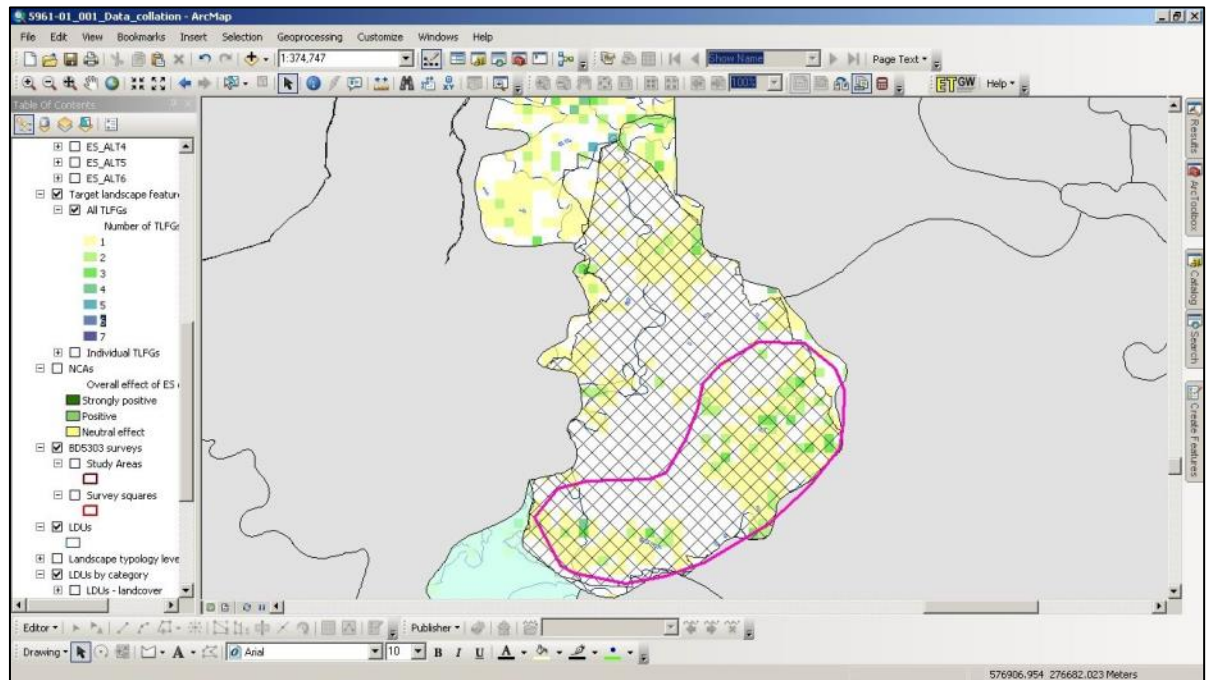 5961-01_001_Data_collation - ArcMap
File Edit View Bookmarks Insert Selection Geoprocessing Customize Windows Help
1:374,747 Show Name Page Text
100% ET GW Help
Table Of Contents
ES_ALT4
ES_ALT5
ES_ALT6
Target landscape featur
All TLFGs
Number of TLFGs
1
2
3
4
5
6
7
Individual TLFGs
NCAs
Overall effect of ES
Strongly positive
Positive
Neutral effect
BD5303 surveys
Study Areas
Survey squares
LDUs
Landscape typology leve
LDUs by category
LDUs - landcover
Results
ArcToolbox
Catalog
Search
Create Features
Editor Publisher
Drawing A Arial 10 B I U A
576906.954 276682.023 Meters